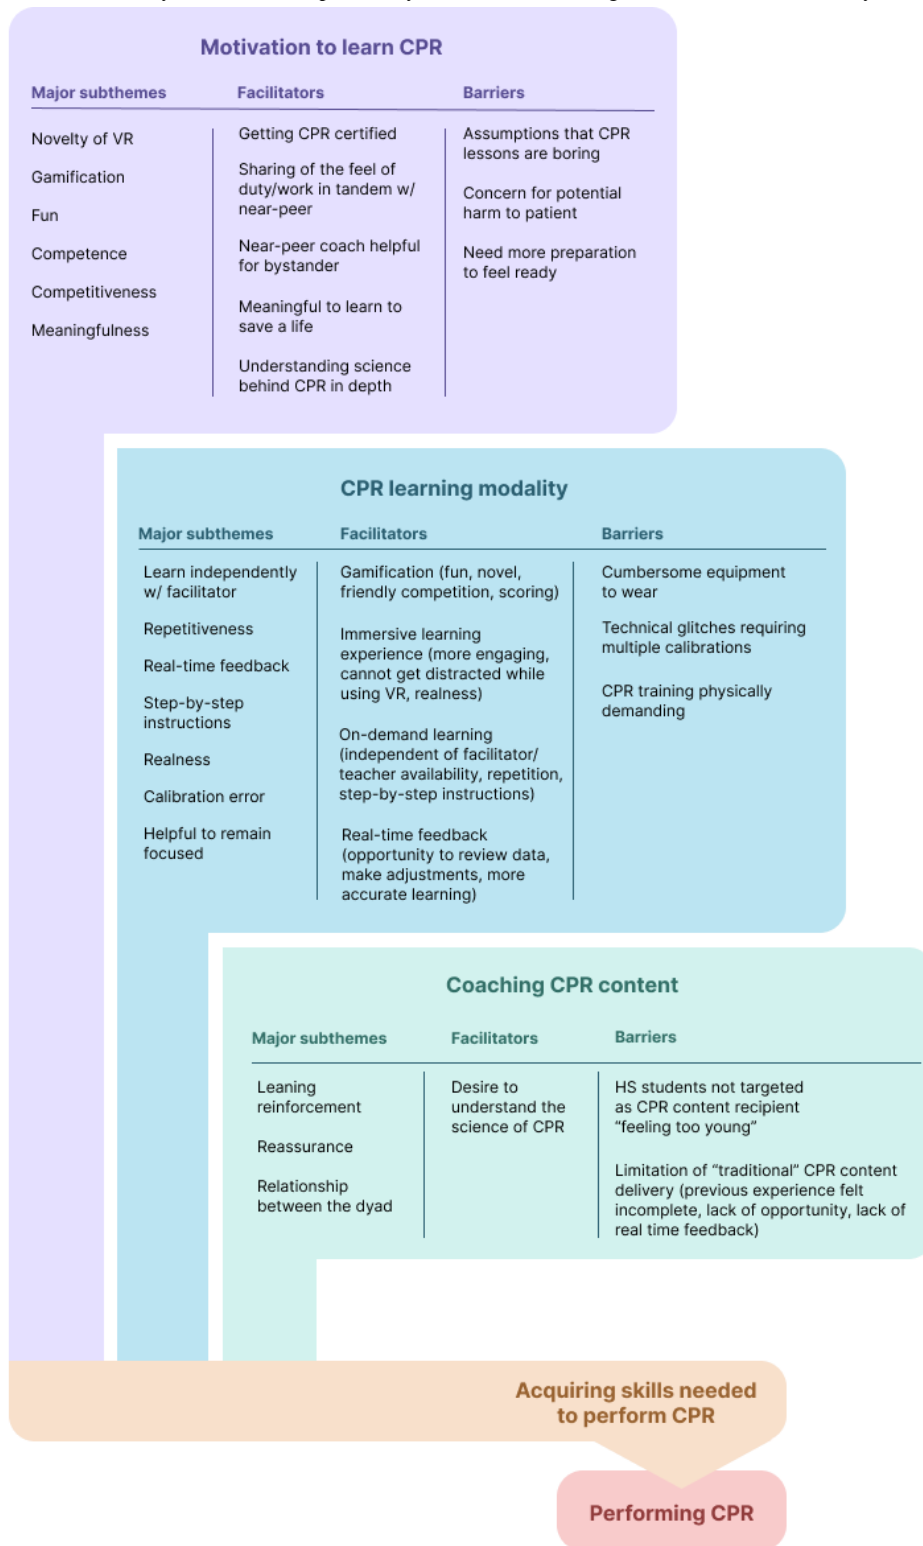 Motivation to learn CPR
Major subthemes
Facilitators
Barriers
Novelty of VR
Gamification
Fun
Competence
Competitiveness
Meaningfulness
Getting CPR certified
Sharing of the feel of
duty/work in tandem w/
near-peer
Near-peer coach helpful
for bystander
Meaningful to learn to
save a life
Understanding science
behind CPR in depth
Assumptions that CPR
lessons are boring
Concern for potential
harm to patient
Need more preparation
to feel ready
CPR learning modality
Major subthemes
Facilitators
Barriers
Learn independently
w/ facilitator
Repetitiveness
Real-time feedback
Step-by-step
instructions
Realness
Calibration error
Helpful to remain
focused
Gamification (fun, novel,
friendly competition, scoring)
Immersive learning
experience (more engaging,
cannot get distracted while
using VR, realness)
On-demand learning
(independent of facilitator/
teacher availability, repetition,
step-by-step instructions)
Real-time feedback
(opportunity to review data,
make adjustments, more
accurate learning)
Cumbersome equipment
to wear
Technical glitches requiring
multiple calibrations
CPR training physically
demanding
Coaching CPR content
Major subthemes
Facilitators
Barriers
Leaning
reinforcement
Reassurance
Relationship
between the dyad
Desire to
understand the
science of CPR
HS students not targeted
as CPR content recipient
“feeling too young”
Limitation of “traditional” CPR content
delivery (previous experience felt
incomplete, lack of opportunity, lack of
real time feedback)
Acquiring skills needed
to perform CPR
Performing CPR